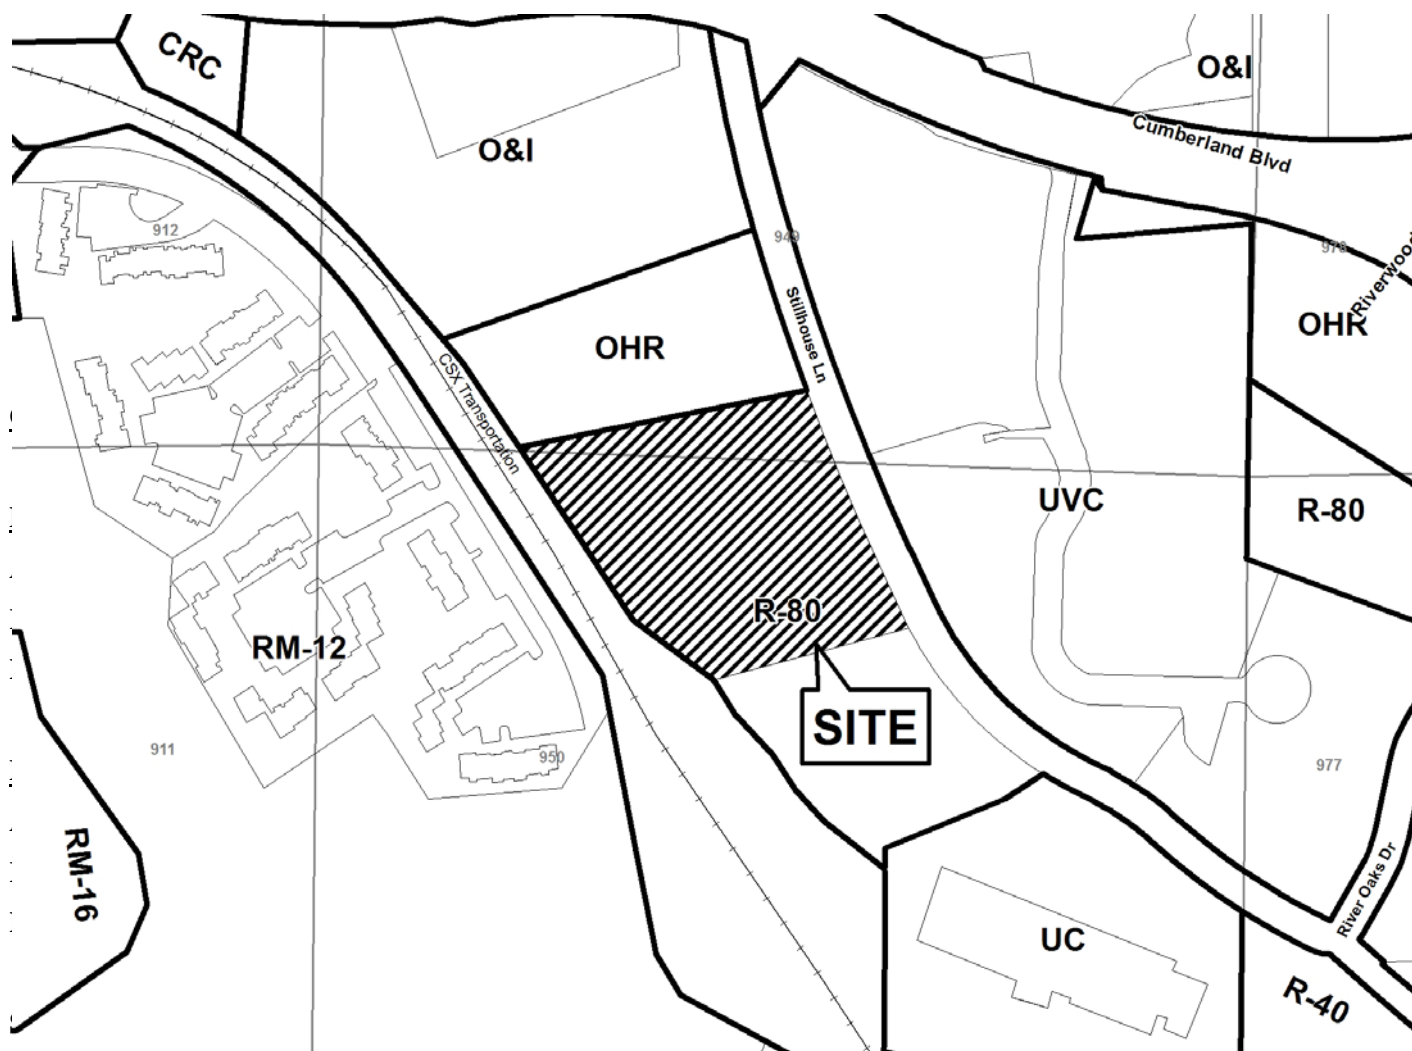 CRC
O&I
O&I
Cumberland Blvd
912
949
976
Riverwood
Stillhouse Ln
OHR
OHR
CSX Transportation
UVC
R-80
R-80
RM-12
SITE
911
950
977
RM-16
River Oaks Dr
UC
R-40